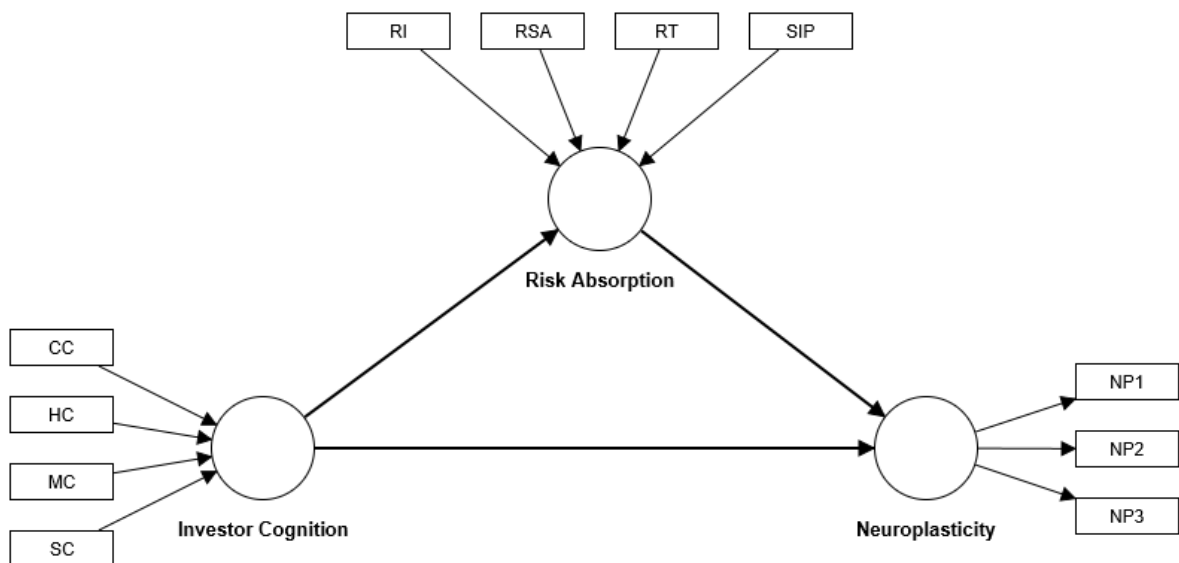 RI
RSA
RT
SIP
Risk Absorption
CC
HC
MC
SC
Investor Cognition
Neuroplasticity
NP1
NP2
NP3